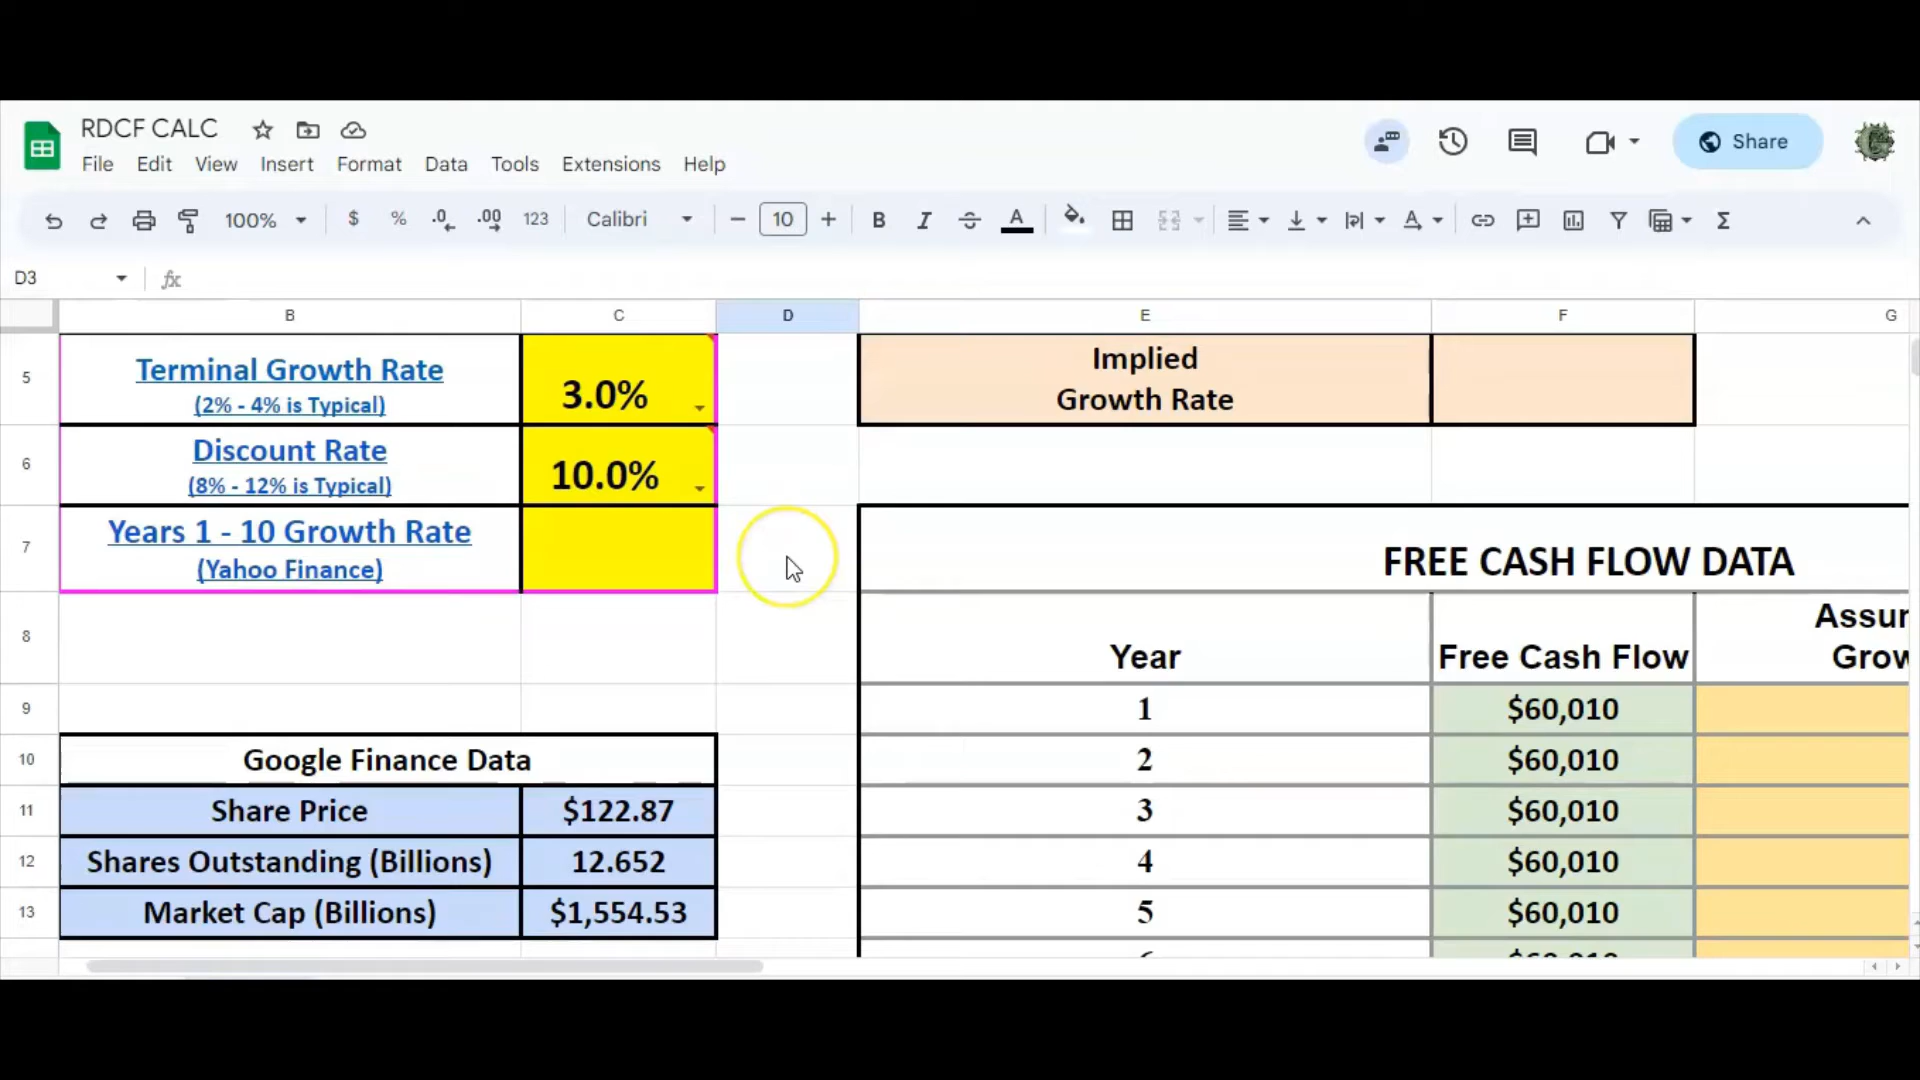 RDCF CALC
File Edit View Insert Format Data Tools Extensions Help
Share
100% $ % .0 .00 123 Calibri 10 B I A A Σ
D3 fx
B C D E F G
5 Terminal Growth Rate
(2% - 4% is Typical)
3.0%
Implied
Growth Rate
6 Discount Rate
(8% - 12% is Typical)
10.0%
7 Years 1 - 10 Growth Rate
(Yahoo Finance)
FREE CASH FLOW DATA
8 Year Free Cash Flow
9 1 $60,010
10 Google Finance Data 2 $60,010
11 Share Price $122.87 3 $60,010
12 Shares Outstanding (Billions) 12.652 4 $60,010
13 Market Cap (Billions) $1,554.53 5 $60,010